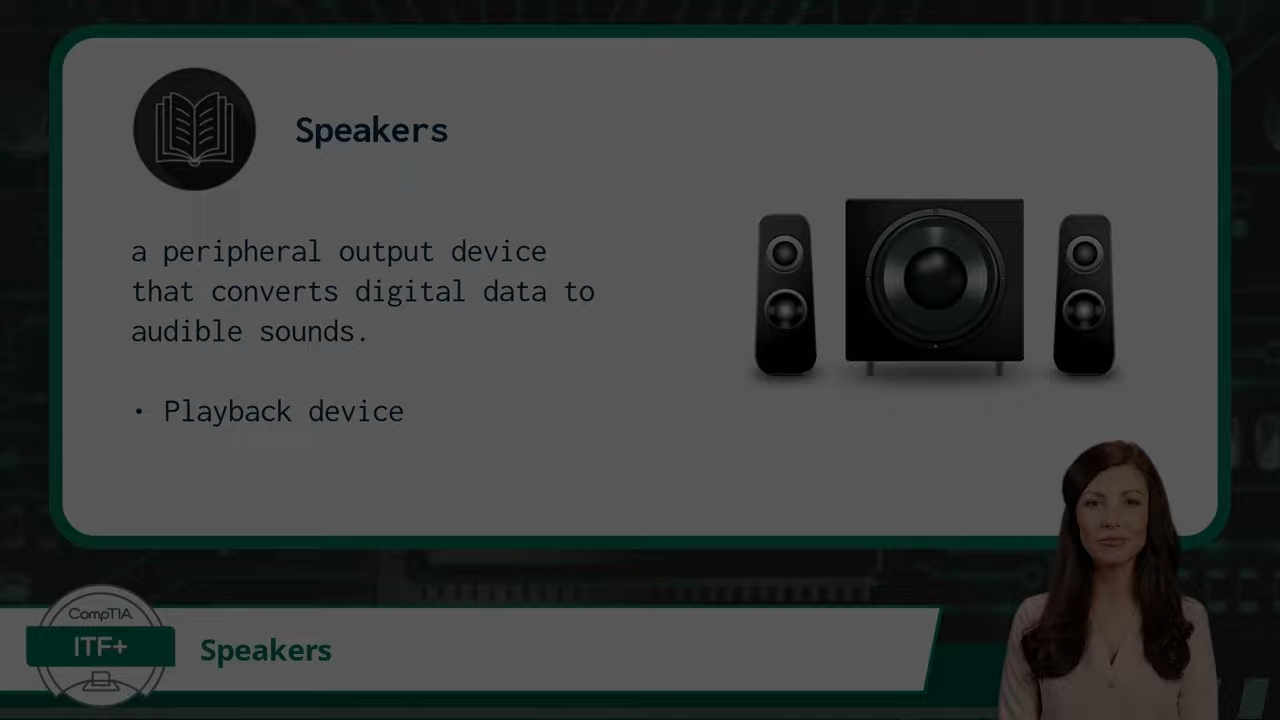 Speakers
a peripheral output device
that converts digital data to
audible sounds.
• Playback device
CompTIA
ITF+
Speakers